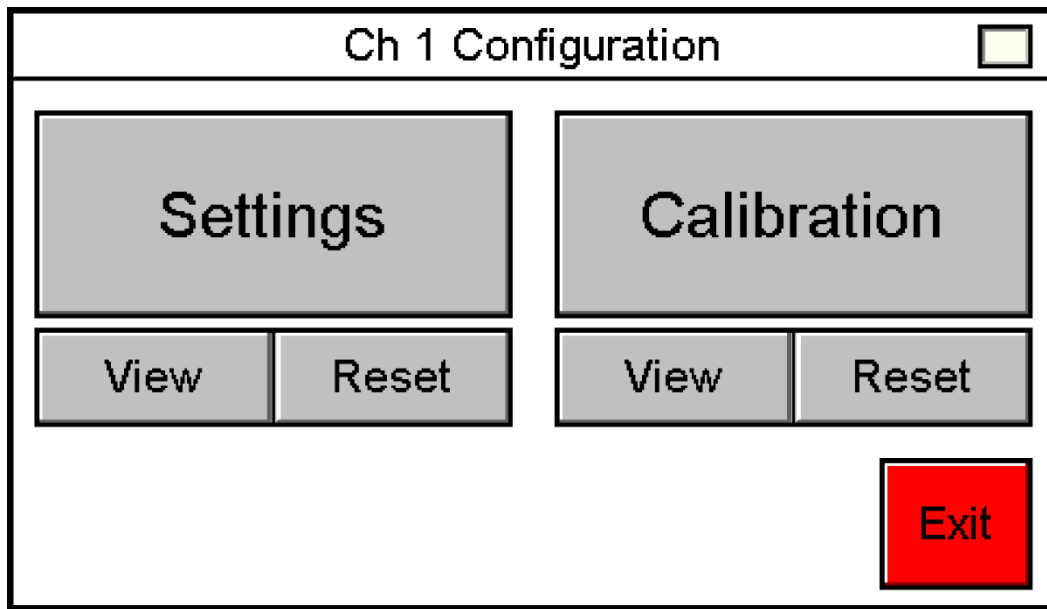 Ch 1 Configuration
Settings
Calibration
View
Reset
View
Reset
Exit